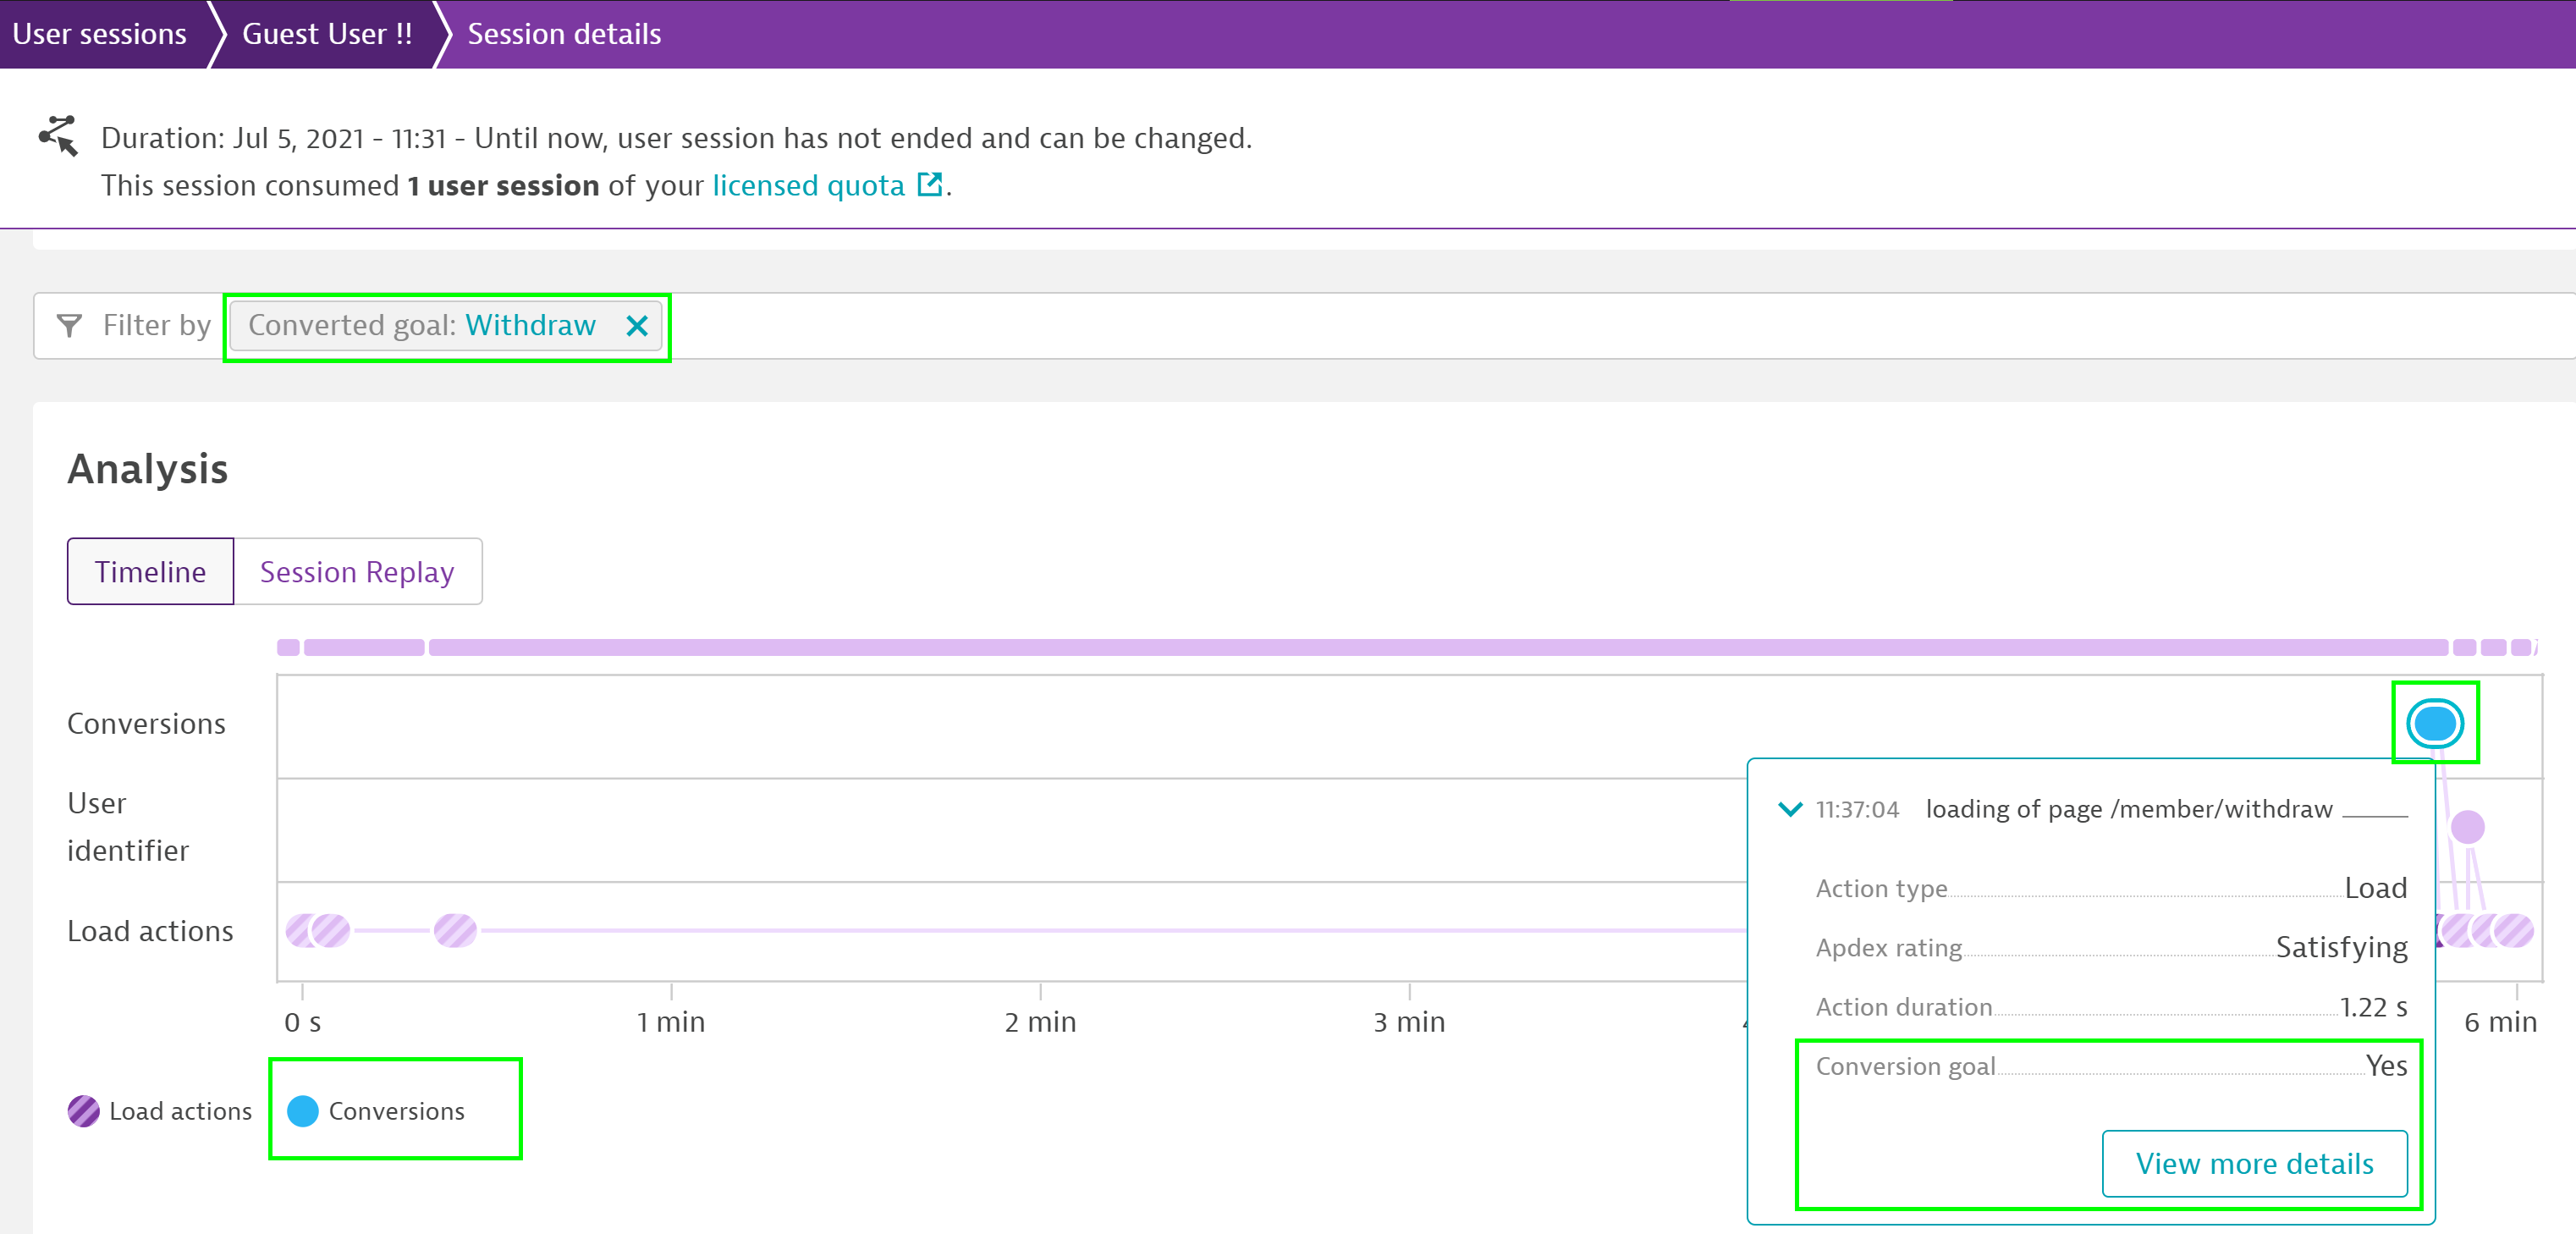 User sessions
Guest User !!
Session details
Duration: Jul 5, 2021 - 11:31 - Until now, user session has not ended and can be changed.
This session consumed 1 user session of your licensed quota.
Filter by
Converted goal: Withdraw
Analysis
Timeline
Session Replay
Conversions
User
identifier
Load actions
11:37:04 loading of page /member/withdraw
Action type Load
Apdex rating Satisfying
Action duration 1.22 s
Conversion goal Yes
View more details
0 s
1 min
2 min
3 min
6 min
Load actions
Conversions